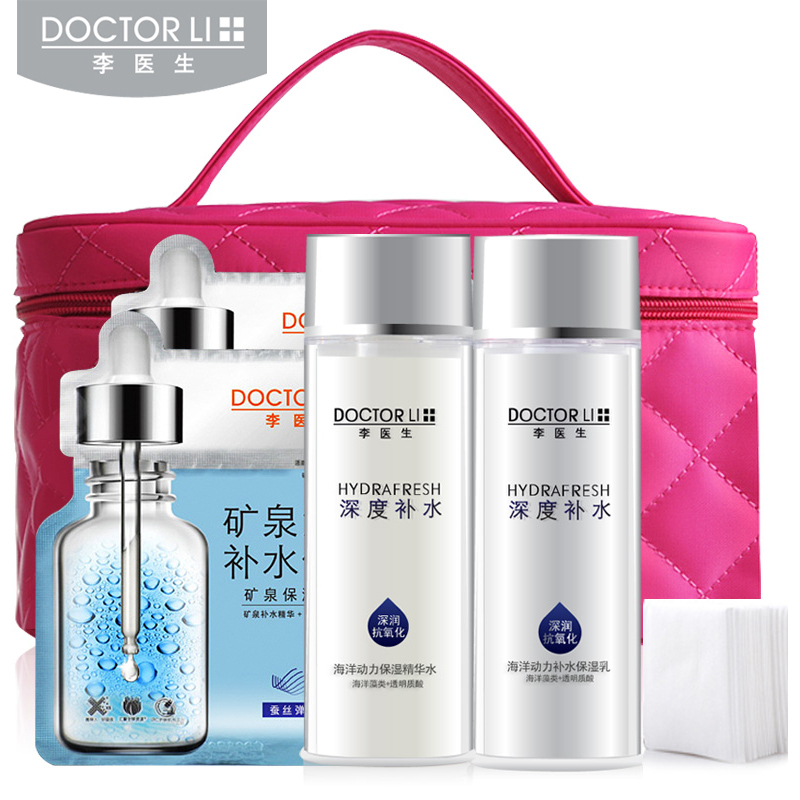 DOCTOR LI
李医生
DO
DOCTOR
李医
矿泉
补水
矿泉保湿
矿泉补水精华+
蚕丝弹
DOCTOR LI
李医生
HYDRAFRESH
深度补水
深润
抗氧化
海洋动力保湿精华水
海洋藻类+透明质酸
DOCTOR LI
李医生
HYDRAFRESH
深度补水
深润
抗氧化
海洋动力补水保湿乳
海洋藻类+透明质酸